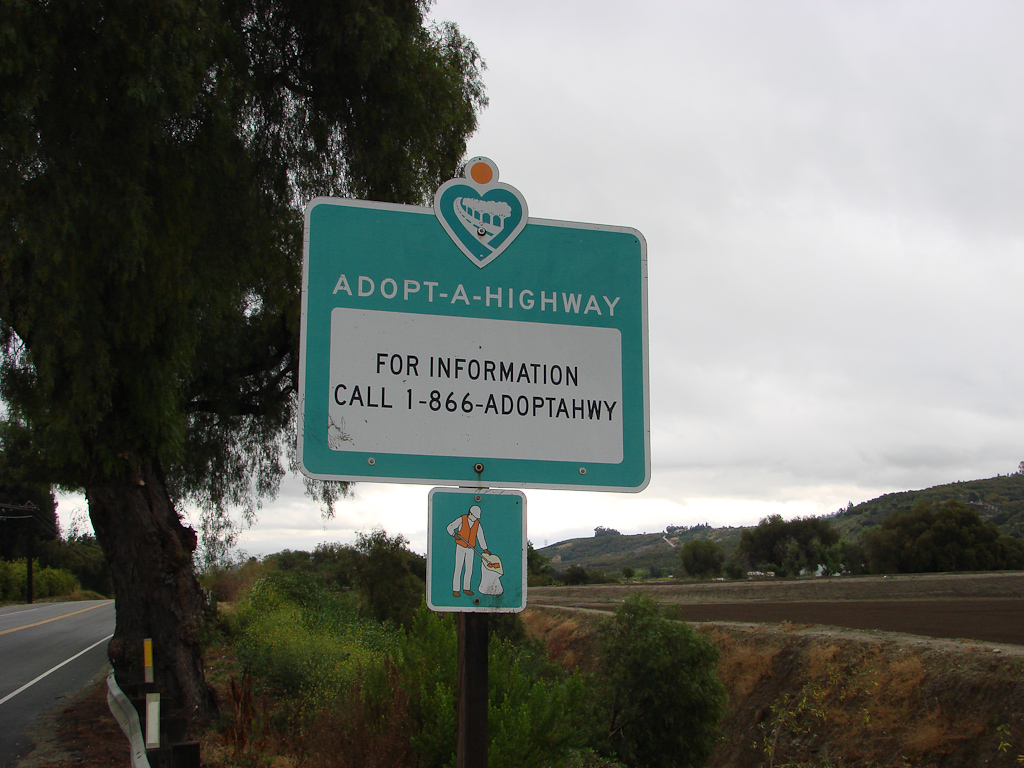 ADOPT-A-HIGHWAY
FOR INFORMATION
CALL 1-866-ADOPTAHWY